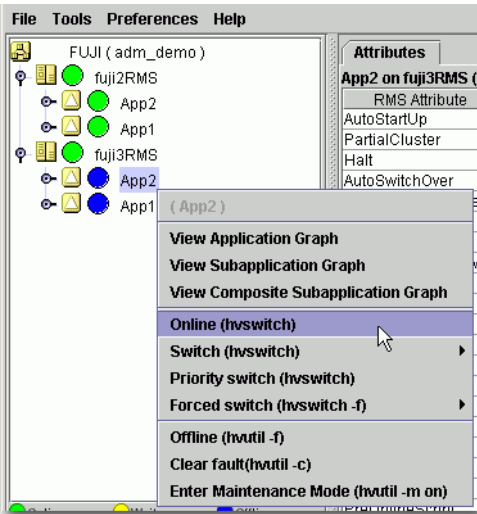 File Tools Preferences Help
FUJI ( adm_demo )
fuji2RMS
App2
App1
fuji3RMS
App2
App1
Attributes
App2 on fuji3RMS (
RMS Attribute
AutoStartUp
PartialCluster
Halt
AutoSwitchOver
( App2 )
View Application Graph
View Subapplication Graph
View Composite Subapplication Graph
Online (hvswitch)
Switch (hvswitch)
Priority switch (hvswitch)
Forced switch (hvswitch -f)
Offline (hvutil -f)
Clear fault(hvutil -c)
Enter Maintenance Mode (hvutil -m on)